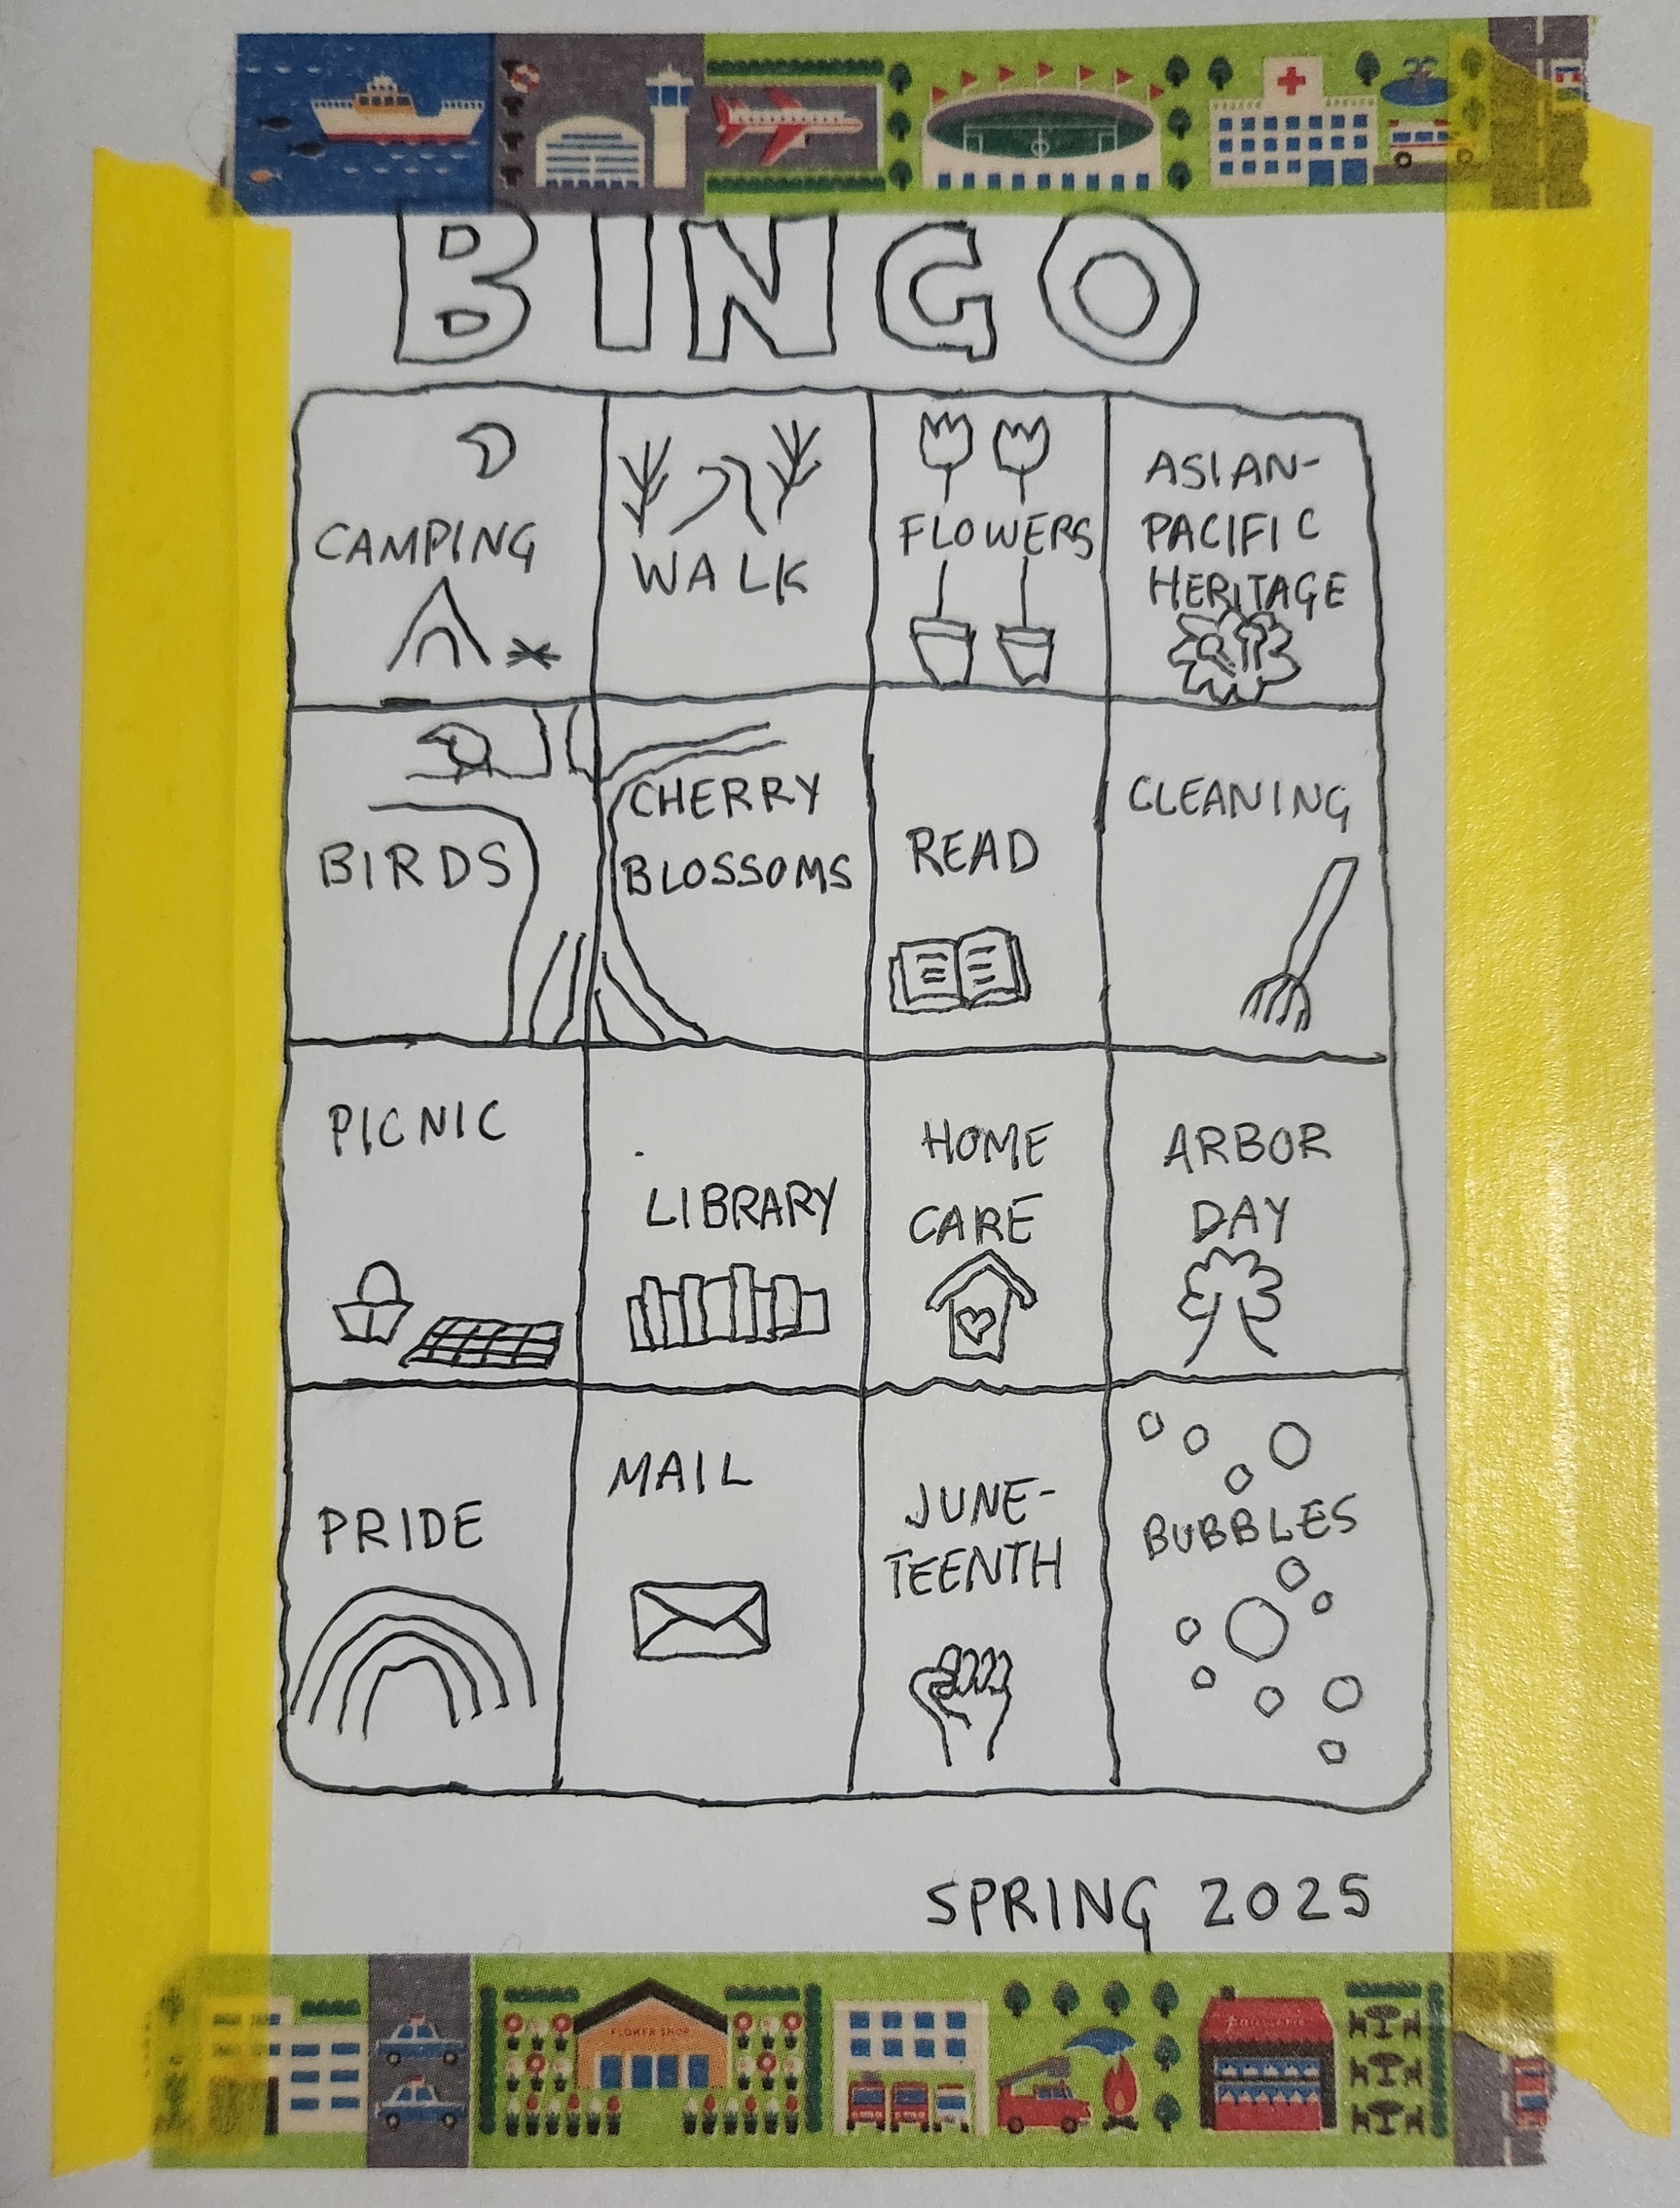 BINGO
CAMPING
WALK
FLOWERS
ASIAN-
PACIFIC
HERITAGE
BIRDS
CHERRY
BLOSSOMS
READ
CLEANING
PICNIC
LIBRARY
HOME
CARE
ARBOR
DAY
PRIDE
MAIL
JUNE-
TEENTH
BUBBLES
SPRING 2025
FLOWER SHOP